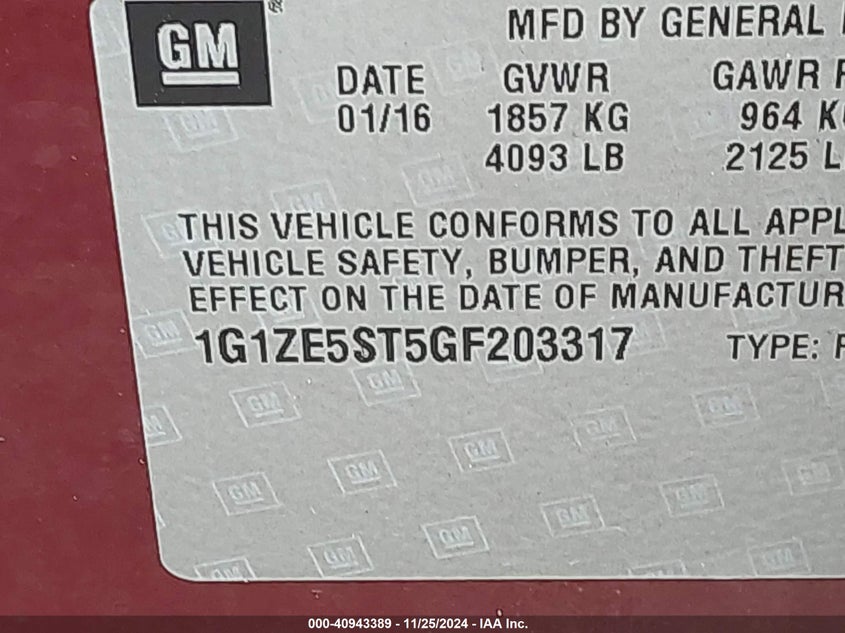 GM
MFD BY GENERAL
DATE GVWR GAWR
01/16 1857 KG 964
4093 LB 2125
THIS VEHICLE CONFORMS TO ALL
VEHICLE SAFETY, BUMPER, AND THEFT
EFFECT ON THE DATE OF
1G1ZE5ST5GF203317 TYPE:
000-40943389 - 11/25/2024 - IAA Inc.